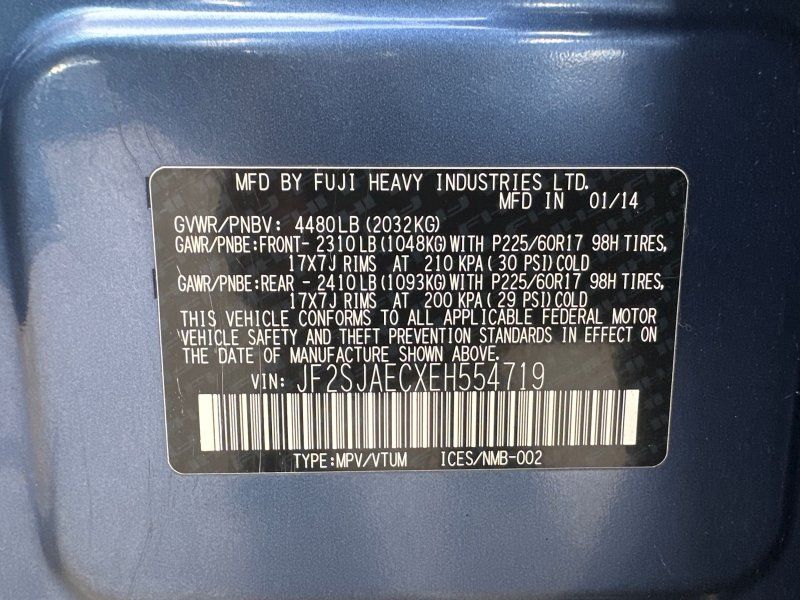 MFD BY FUJI HEAVY INDUSTRIES LTD.
MFD IN 01/14
GVWR/PNBV: 4480LB(2032KG)
GAWR/PNBE:FRONT- 2310LB(1048KG)WITH P225/60R17 98H TIRES,
17X7J RIMS AT 210 KPA( 30 PSI)COLD
GAWR/PNBE:REAR - 2410LB(1093KG)WITH P225/60R17 98H TIRES,
17X7J RIMS AT 200 KPA( 29 PSI)COLD
THIS VEHICLE CONFORMS TO ALL APPLICABLE FEDERAL MOTOR
VEHICLE SAFETY AND THEFT PREVENTION STANDARDS IN EFFECT ON
THE DATE OF MANUFACTURE SHOWN ABOVE.
VIN: JF2SJAECXEH554719
TYPE:MPV/VTUM ICES/NMB-002